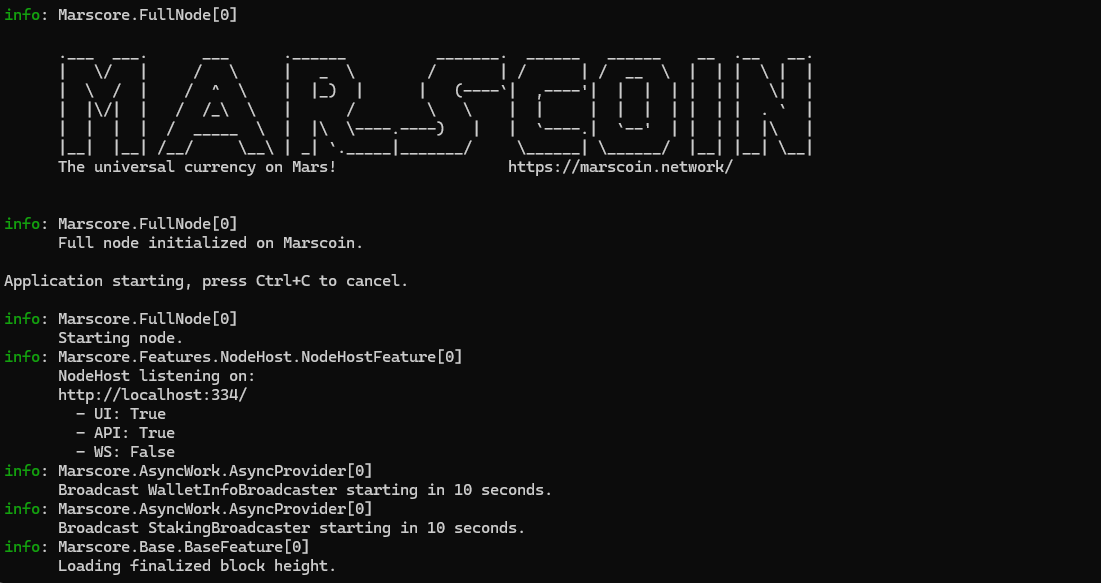 info: Marscore.FullNode[0]
MARSCOIN
The universal currency on Mars! https://marscoin.network/
info: Marscore.FullNode[0]
Full node initialized on Marscoin.
Application starting, press Ctrl+C to cancel.
info: Marscore.FullNode[0]
Starting node.
info: Marscore.Features.NodeHost.NodeHostFeature[0]
NodeHost listening on:
http://localhost:334/
- UI: True
- API: True
- WS: False
info: Marscore.AsyncWork.AsyncProvider[0]
Broadcast WalletInfoBroadcaster starting in 10 seconds.
info: Marscore.AsyncWork.AsyncProvider[0]
Broadcast StakingBroadcaster starting in 10 seconds.
info: Marscore.Base.BaseFeature[0]
Loading finalized block height.